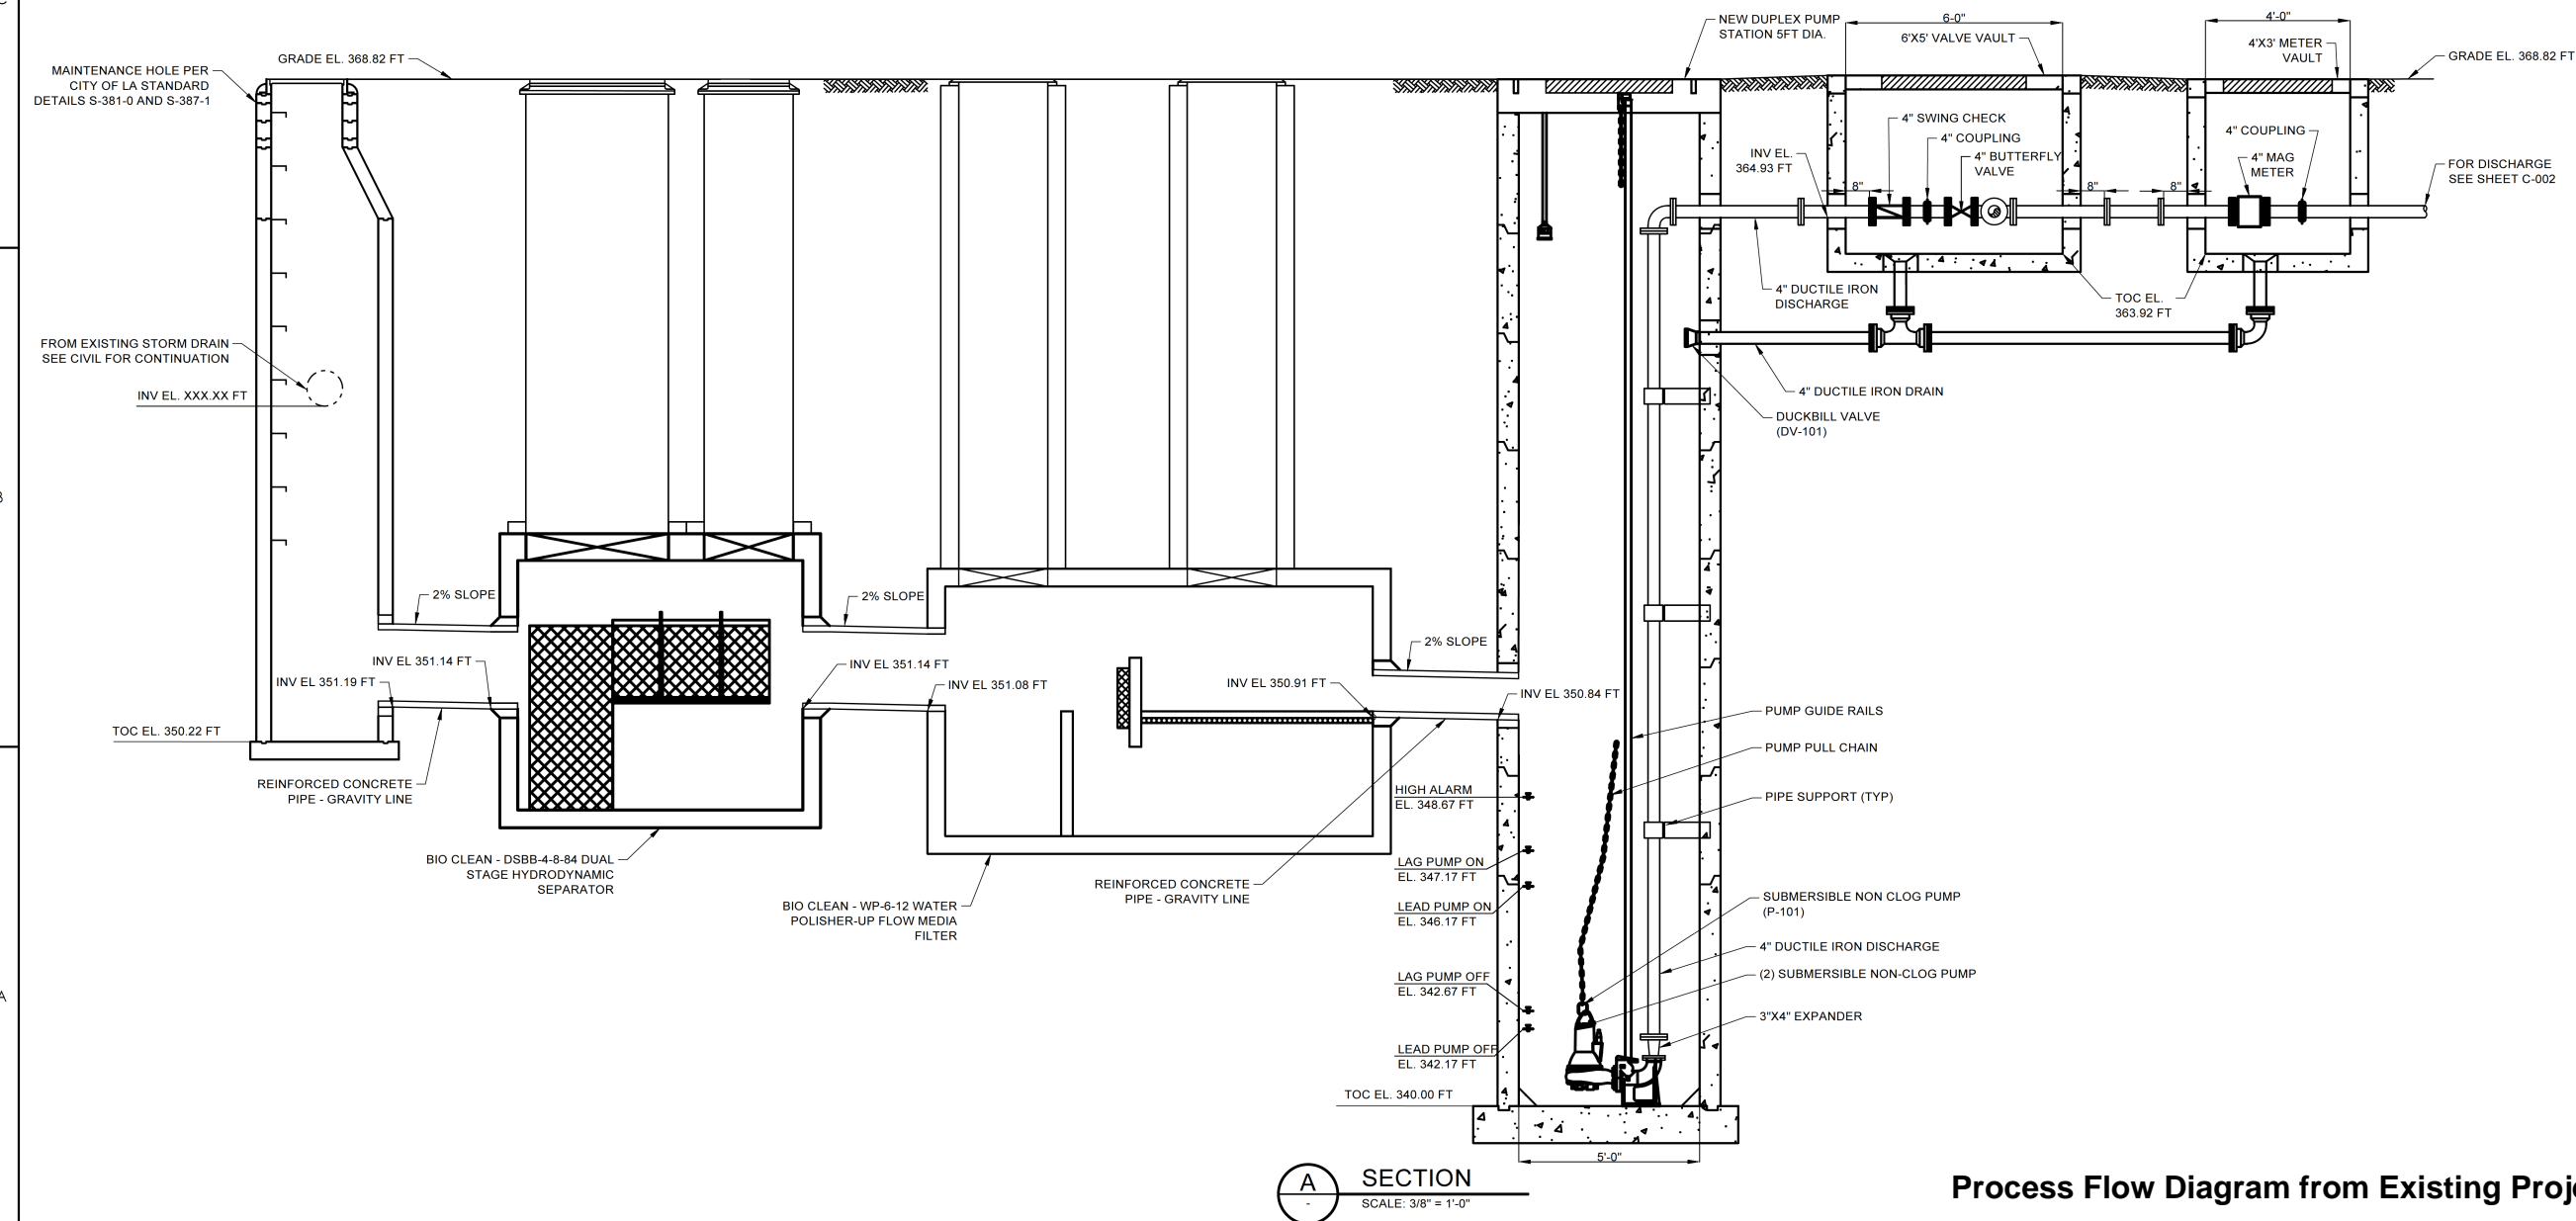 C
B
A
MAINTENANCE HOLE PER
CITY OF LA STANDARD
DETAILS S-381-0 AND S-387-1
GRADE EL. 368.82 FT
FROM EXISTING STORM DRAIN
SEE CIVIL FOR CONTINUATION
INV EL. XXX.XX FT
2% SLOPE
INV EL 351.14 FT
INV EL 351.19 FT
TOC EL. 350.22 FT
REINFORCED CONCRETE
PIPE - GRAVITY LINE
BIO CLEAN - DSBB-4-8-84 DUAL
STAGE HYDRODYNAMIC
SEPARATOR
2% SLOPE
INV EL 351.14 FT
INV EL 351.08 FT
BIO CLEAN - WP-6-12 WATER
POLISHER-UP FLOW MEDIA
FILTER
INV EL 350.91 FT
2% SLOPE
INV EL 350.84 FT
REINFORCED CONCRETE
PIPE - GRAVITY LINE
HIGH ALARM
EL. 348.67 FT
LAG PUMP ON
EL. 347.17 FT
LEAD PUMP ON
EL. 346.17 FT
LAG PUMP OFF
EL. 342.67 FT
LEAD PUMP OFF
EL. 342.17 FT
TOC EL. 340.00 FT
5'-0"
NEW DUPLEX PUMP
STATION 5FT DIA.
6-0"
6'X5' VALVE VAULT
4'-0"
4'X3' METER
VAULT
GRADE EL. 368.82 FT
4" SWING CHECK
4" COUPLING
4" BUTTERFLY
VALVE
INV EL.
364.93 FT
8"
8"
8"
4" COUPLING
4" MAG
METER
FOR DISCHARGE
SEE SHEET C-002
4" DUCTILE IRON
DISCHARGE
TOC EL.
363.92 FT
4" DUCTILE IRON DRAIN
DUCKBILL VALVE
(DV-101)
PUMP GUIDE RAILS
PUMP PULL CHAIN
PIPE SUPPORT (TYP)
SUBMERSIBLE NON CLOG PUMP
(P-101)
4" DUCTILE IRON DISCHARGE
(2) SUBMERSIBLE NON-CLOG PUMP
3"X4" EXPANDER
A
-
SECTION
SCALE: 3/8" = 1'-0"
Process Flow Diagram from Existing Proj